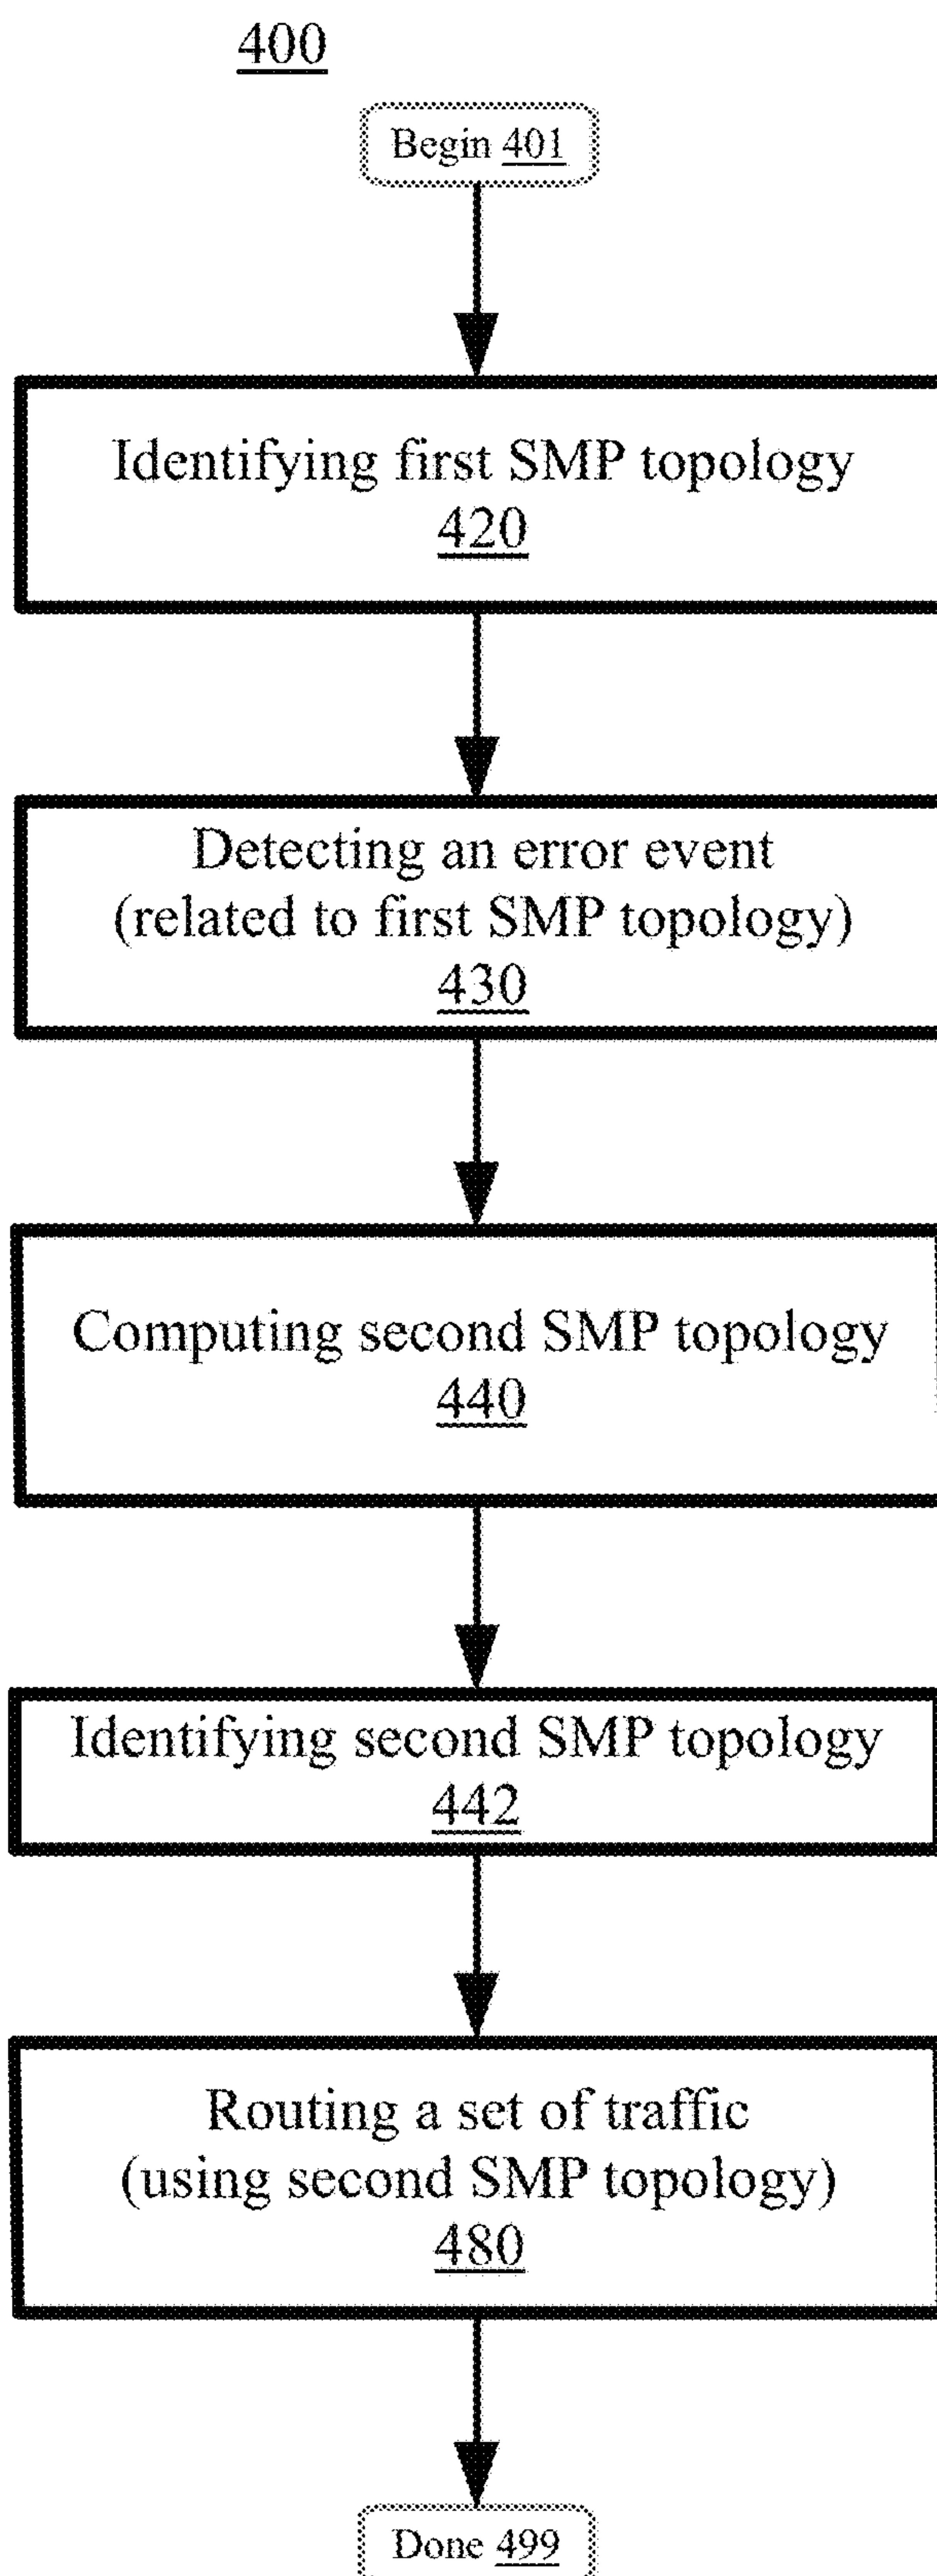 400
Begin 401
Identifying first SMP topology
420
Detecting an error event
(related to first SMP topology)
430
Computing second SMP topology
440
Identifying second SMP topology
442
Routing a set of traffic
(using second SMP topology)
480
Done 499